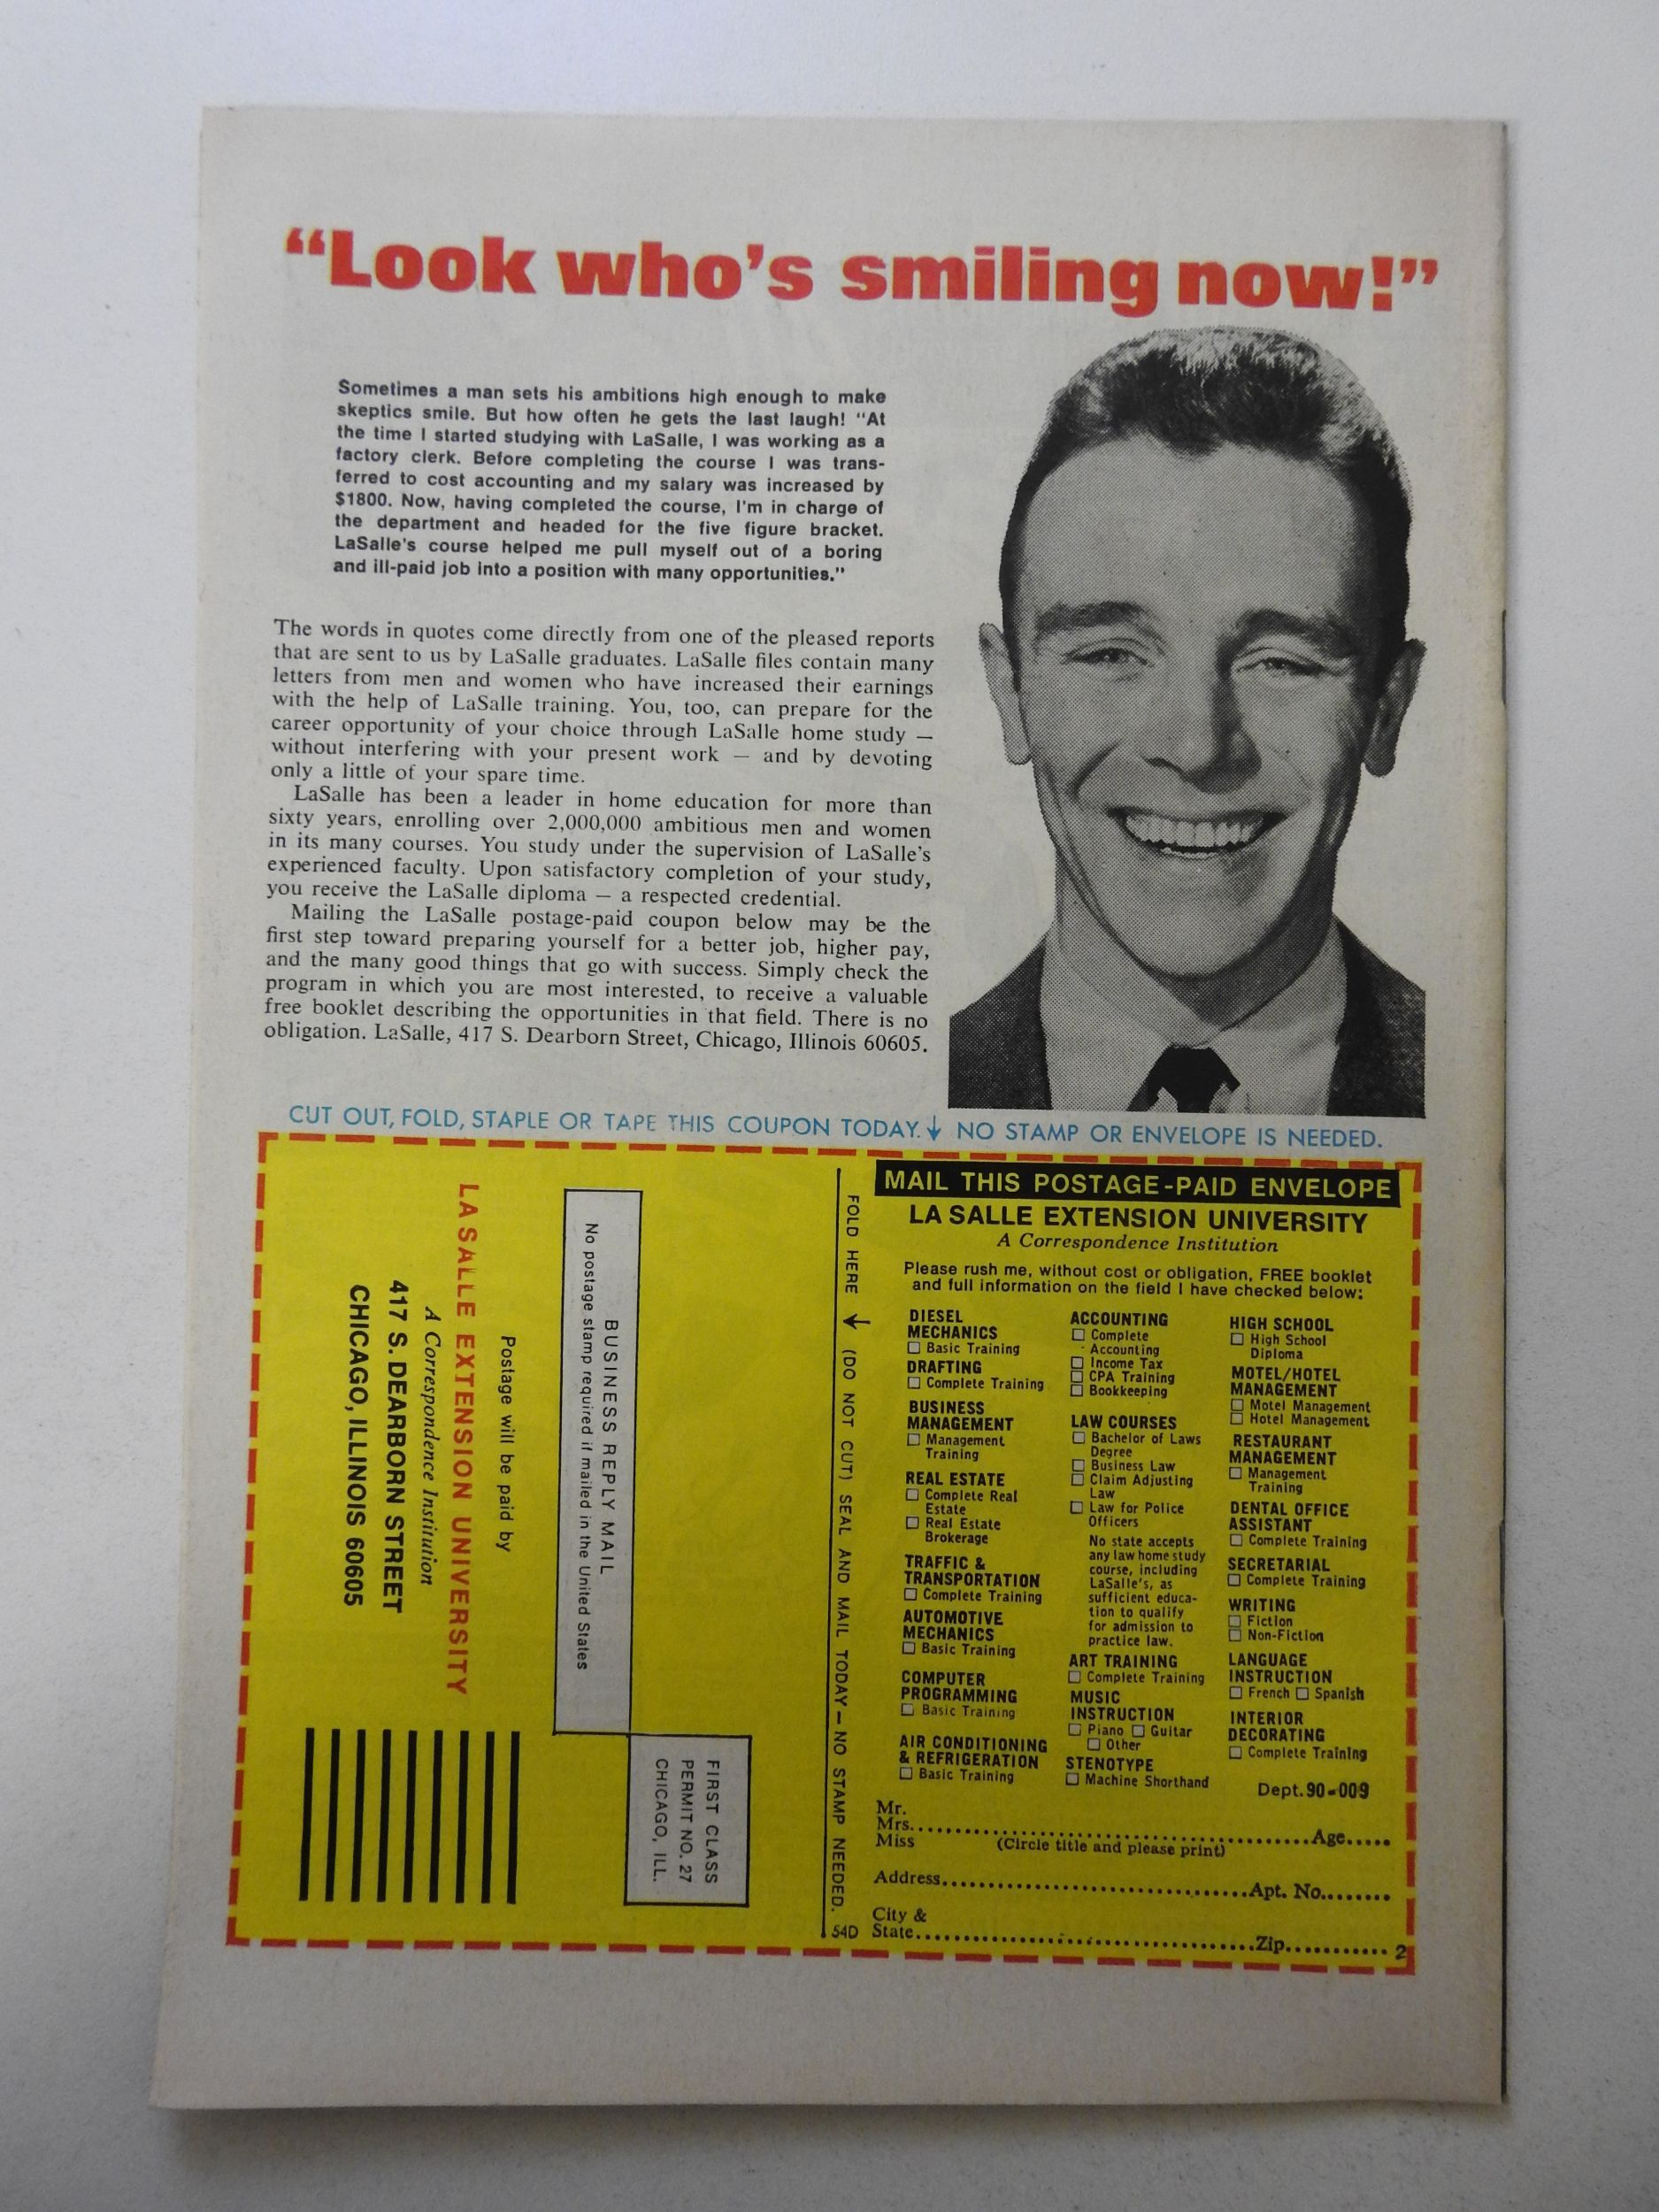 “Look who’s smiling now!”
Sometimes a man sets his ambitions high enough to make
skeptics smile. But how often he gets the last laugh! “At
the time I started studying with LaSalle, I was working as a
factory clerk. Before completing the course I was trans-
ferred to cost accounting and my salary was increased by
$1800. Now, having completed the course, I'm in charge of
the department and headed for the five figure bracket.
LaSalle's course helped me pull myself out of a boring
and ill-paid job into a position with many opportunities.”
The words in quotes come directly from one of the pleased reports
that are sent to us by LaSalle graduates. LaSalle files contain many
letters from men and women who have increased their earnings
with the help of LaSalle training. You, too, can prepare for the
career opportunity of your choice through LaSalle home study —
without interfering with your present work — and by devoting
only a little of your spare time.
LaSalle has been a leader in home education for more than
sixty years, enrolling over 2,000,000 ambitious men and women
in its many courses. You study under the supervision of LaSalle's
experienced faculty. Upon satisfactory completion of your study,
you receive the LaSalle diploma — a respected credential.
Mailing the LaSalle postage-paid coupon below may be the
first step toward preparing yourself for a better job, higher pay,
and the many good things that go with success. Simply check the
program in which you are most interested, to receive a valuable
free booklet describing the opportunities in that field. There is no
obligation. LaSalle, 417 S. Dearborn Street, Chicago, Illinois 60605.
CUT OUT, FOLD, STAPLE OR TAPE THIS COUPON TODAY.↓ NO STAMP OR ENVELOPE IS NEEDED.
FIRST CLASS
PERMIT NO. 27
CHICAGO, ILL.
BUSINESS REPLY MAIL
No postage stamp required if mailed in the United States
Postage will be paid by
LA SALLE EXTENSION UNIVERSITY
A Correspondence Institution
417 S. DEARBORN STREET
CHICAGO, ILLINOIS 60605
FOLD HERE ↓ (DO NOT CUT) SEAL AND MAIL TODAY — NO STAMP NEEDED.
54D
MAIL THIS POSTAGE-PAID ENVELOPE
LA SALLE EXTENSION UNIVERSITY
A Correspondence Institution
Please rush me, without cost or obligation, FREE booklet
and full information on the field I have checked below:
DIESEL
MECHANICS
☐ Basic Training
DRAFTING
☐ Complete Training
BUSINESS
MANAGEMENT
☐ Management
Training
REAL ESTATE
☐ Complete Real
Estate
☐ Real Estate
Brokerage
TRAFFIC &
TRANSPORTATION
☐ Complete Training
AUTOMOTIVE
MECHANICS
☐ Basic Training
COMPUTER
PROGRAMMING
☐ Basic Training
AIR CONDITIONING
& REFRIGERATION
☐ Basic Training
ACCOUNTING
☐ Complete
Accounting
☐ Income Tax
☐ CPA Training
☐ Bookkeeping
LAW COURSES
☐ Bachelor of Laws
Degree
☐ Business Law
☐ Claim Adjusting
Law
☐ Law for Police
Officers
No state accepts
any law home study
course, including
LaSalle's, as
sufficient educa-
tion to qualify
for admission to
practice law.
ART TRAINING
☐ Complete Training
MUSIC
INSTRUCTION
☐ Piano ☐ Guitar
☐ Other
STENOTYPE
☐ Machine Shorthand
HIGH SCHOOL
☐ High School
Diploma
MOTEL/HOTEL
MANAGEMENT
☐ Motel Management
☐ Hotel Management
RESTAURANT
MANAGEMENT
☐ Management
Training
DENTAL OFFICE
ASSISTANT
☐ Complete Training
SECRETARIAL
☐ Complete Training
WRITING
☐ Fiction
☐ Non-Fiction
LANGUAGE
INSTRUCTION
☐ French ☐ Spanish
INTERIOR
DECORATING
☐ Complete Training
Dept. 90-009
Mr.
Mrs. ........ Age.....
Miss (Circle title and please print)
Address........ Apt. No........
City &
State........ Zip........ 2